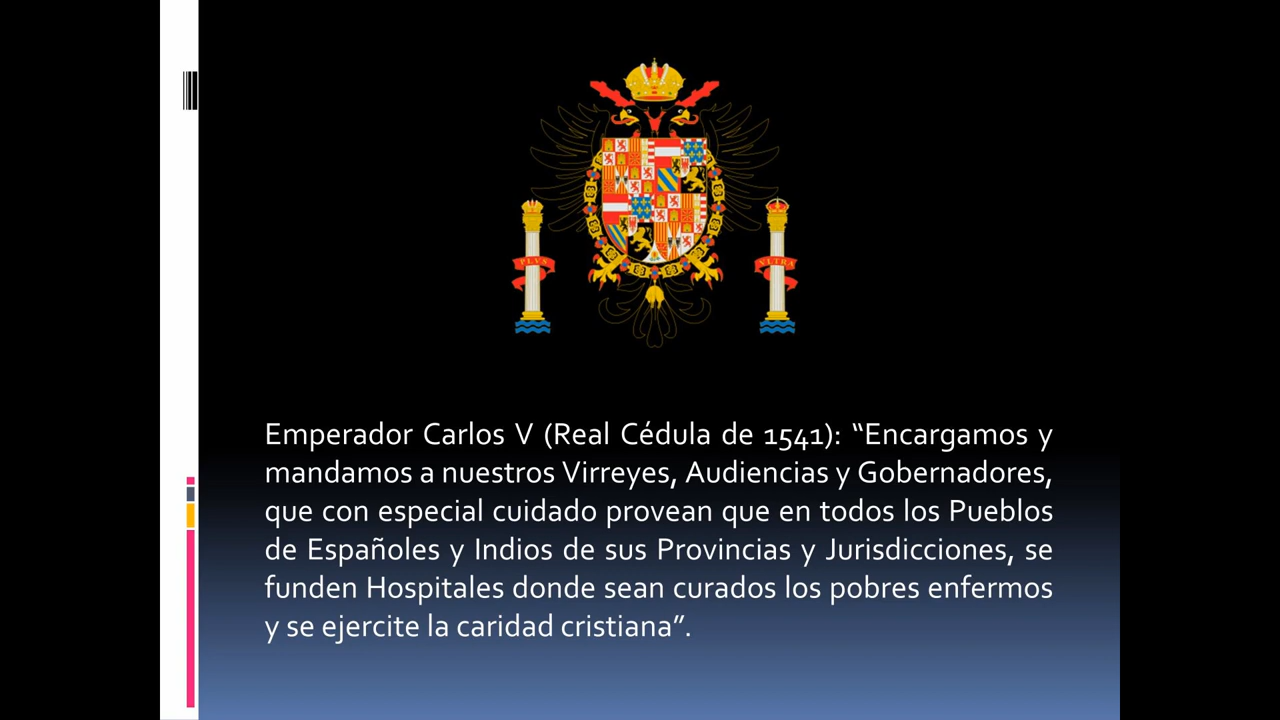 PLVS
VLTRA
Emperador Carlos V (Real Cédula de 1541): “Encargamos y
mandamos a nuestros Virreyes, Audiencias y Gobernadores,
que con especial cuidado provean que en todos los Pueblos
de Españoles y Indios de sus Provincias y Jurisdicciones, se
funden Hospitales donde sean curados los pobres enfermos
y se ejercite la caridad cristiana”.